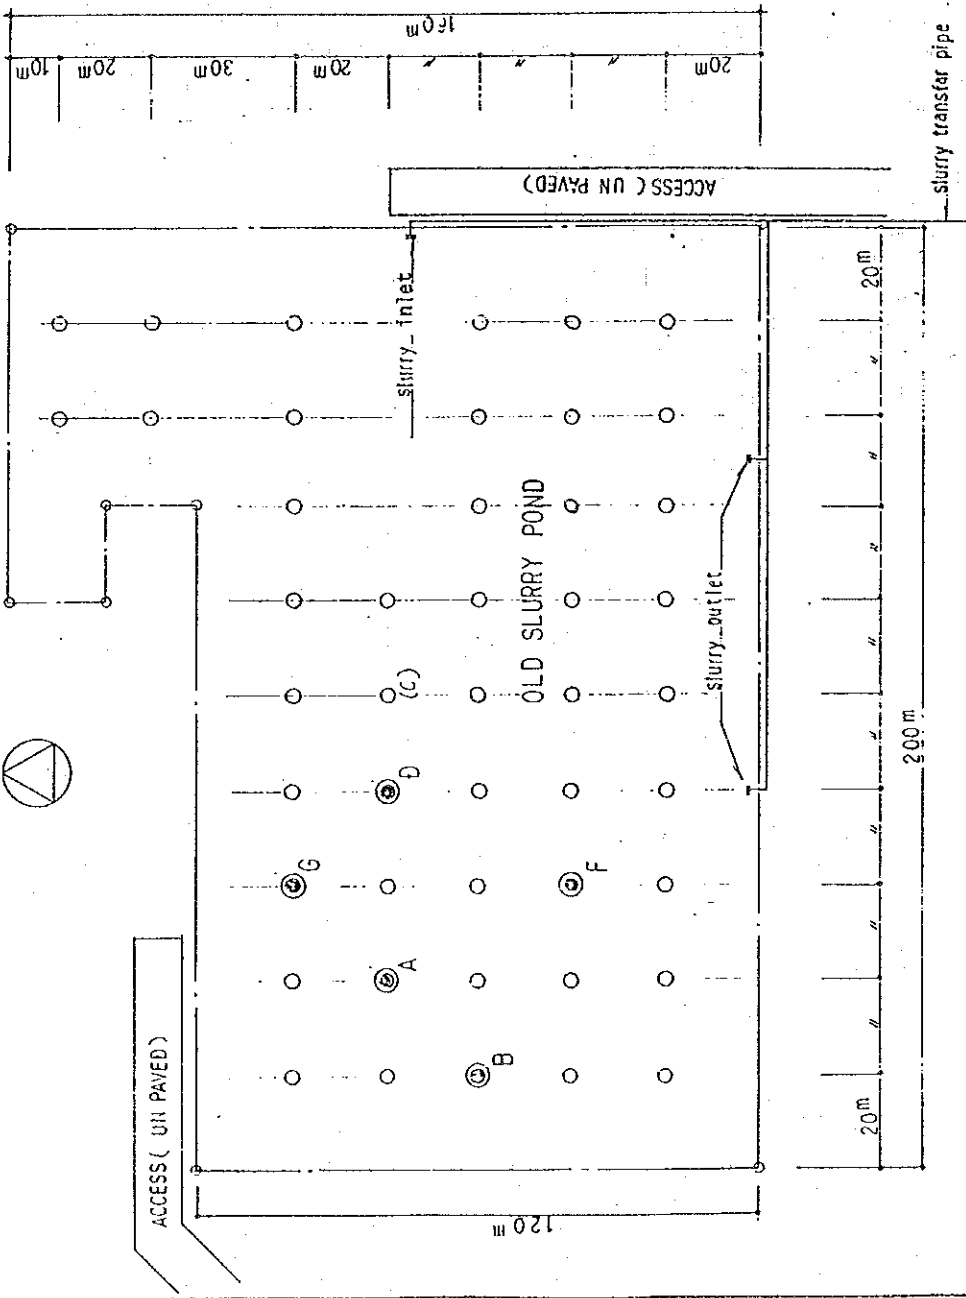 160m
10m
20m
30m
20m
〃
〃
〃
20m
slurry transfar pipe
ACCESS ( UN PAVED)
slurry inlet
20m
〃
〃
〃
〃
〃
〃
〃
〃
20m
200m
OLD SLURRY POND
slurry outlet
(C)
D
G
F
A
B
ACCESS ( UN PAVED)
120m